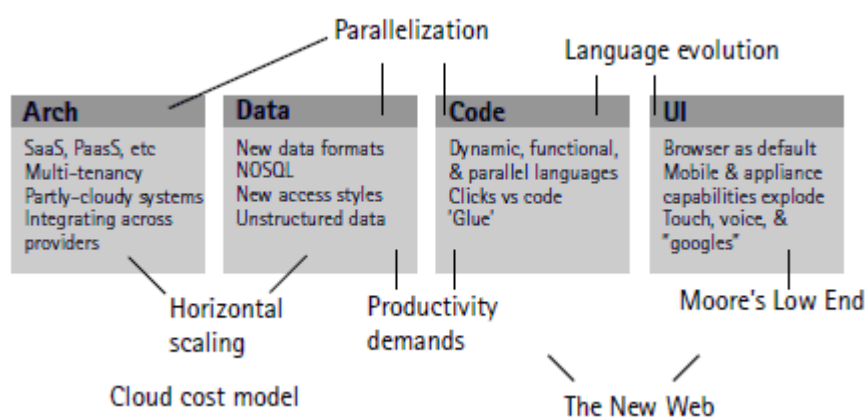 Parallelization
Language evolution
Arch
SaaS, PaasS, etc
Multi-tenancy
Partly-cloudy systems
Integrating across
providers
Data
New data formats
NOSQL
New access styles
Unstructured data
Code
Dynamic, functional,
& parallel languages
Clicks vs code
'Glue'
UI
Browser as default
Mobile & appliance
capabilities explode
Touch, voice, &
"googles"
Horizontal
scaling
Productivity
demands
Moore's Low End
Cloud cost model
The New Web